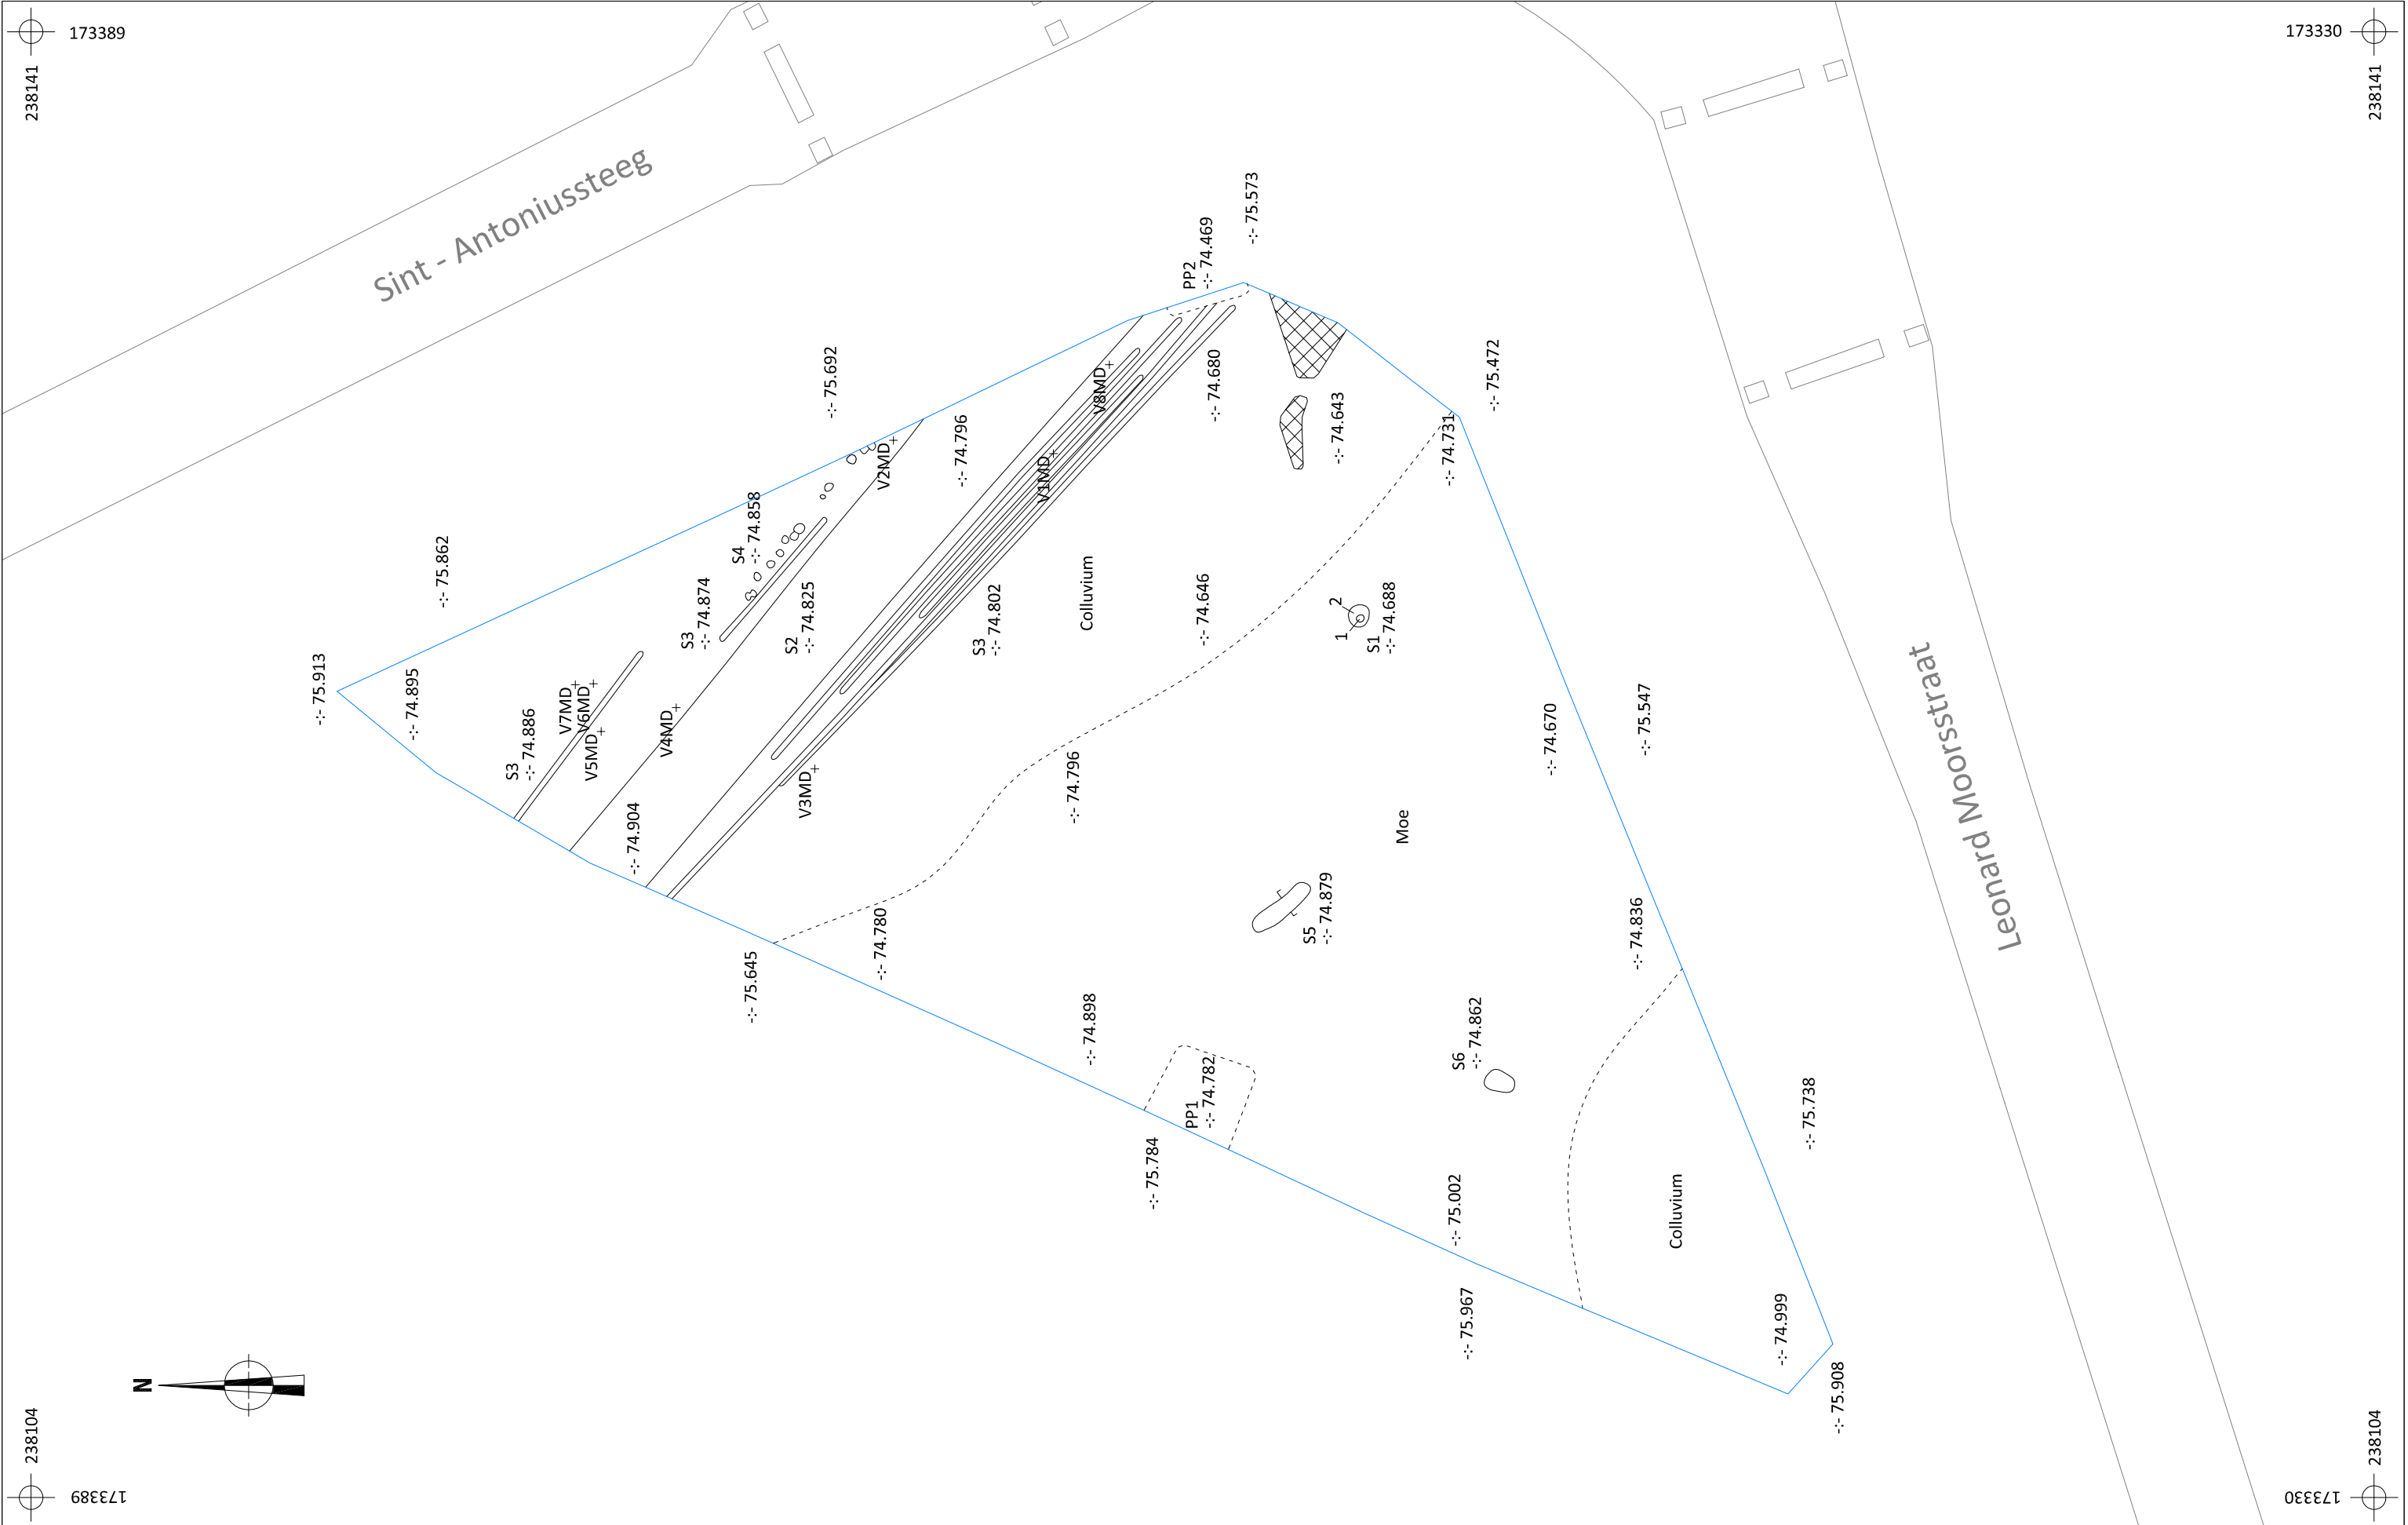 173389
238141
173330
238141
Sint - Antoniussteeg
-:- 75.573
PP2
-:- 74.469
-:- 75.692
-:- 75.472
-:- 74.680
V8MD
-:- 74.643
-:- 74.731
-:- 74.796
V2MD
V1MD
S4
-:- 74.858
-:- 75.862
S3
-:- 74.874
S2
-:- 74.825
S3
-:- 74.802
Colluvium
-:- 74.646
1
2
S1
-:- 74.688
-:- 75.913
-:- 74.895
V7MD
V6MD
V5MD
V4MD
S3
-:- 74.886
V3MD
-:- 74.904
-:- 74.796
-:- 74.670
-:- 75.547
Leonard Moorsstraat
Moe
-:- 74.780
-:- 75.645
S5
-:- 74.879
-:- 74.836
-:- 74.898
S6
-:- 74.862
PP1
-:- 74.782
-:- 75.784
-:- 75.738
-:- 75.002
Colluvium
-:- 75.967
-:- 74.999
-:- 75.908
N
238104
173389
238104
173330